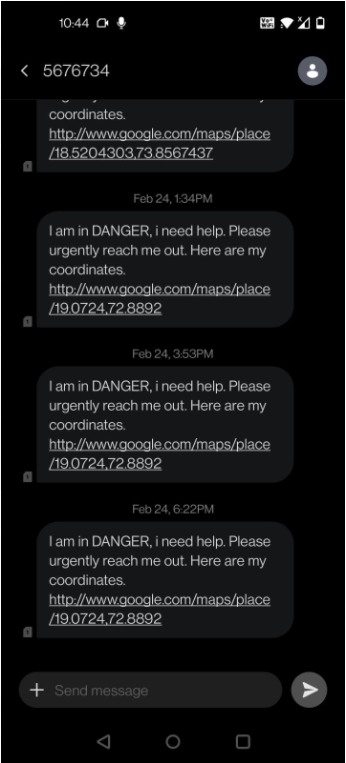 10:44
VoD WiFi
5676734
coordinates.
http://www.google.com/maps/place
/18.5204303,73.8567437
Feb 24, 1:34PM
I am in DANGER, i need help. Please
urgently reach me out. Here are my
coordinates.
http://www.google.com/maps/place
/19.0724,72.8892
Feb 24, 3:53PM
I am in DANGER, i need help. Please
urgently reach me out. Here are my
coordinates.
http://www.google.com/maps/place
/19.0724,72.8892
Feb 24, 6:22PM
I am in DANGER, i need help. Please
urgently reach me out. Here are my
coordinates.
http://www.google.com/maps/place
/19.0724,72.8892
Send message